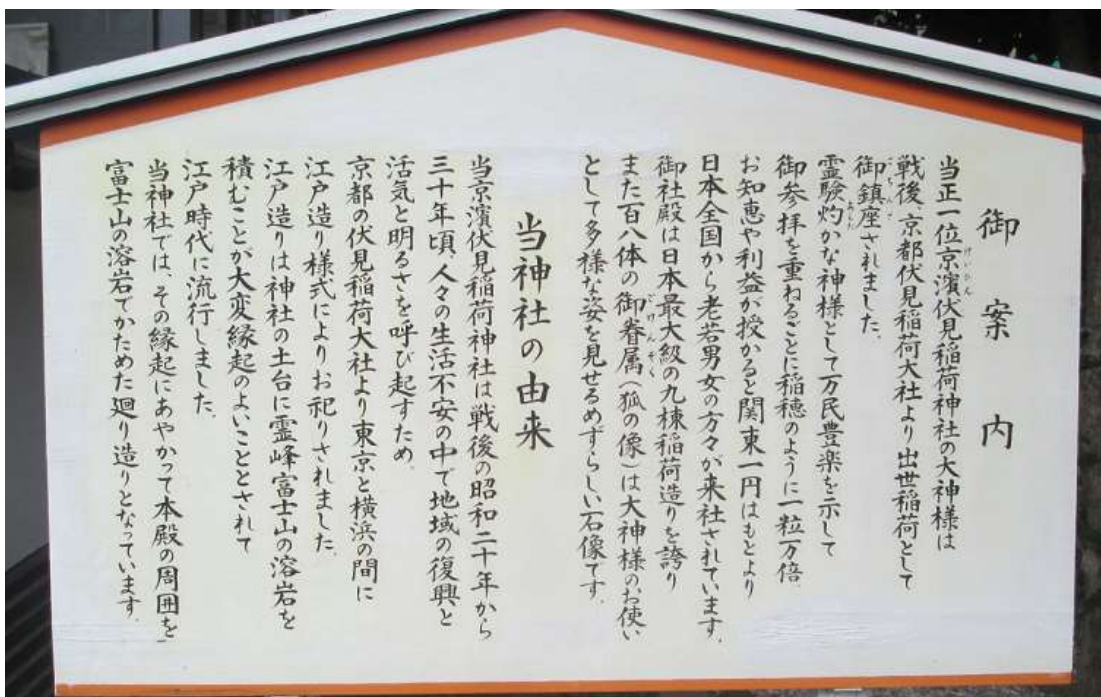 御案内
当正一位京濱伏見稲荷神社の大神様は
戦後、京都伏見稲荷大社より出世稲荷として
御鎮座されました。
霊験灼かな神様として万民豊楽を示して
御参拝を重ねるごとに稲穂のように一粒万倍
お知恵や利益が授かると関東一円はもとより
日本全国から老若男女の方々が来社されています。
御社殿は日本最大級の九棟稲荷造りを誇り
また百八体の御眷属(狐の像)は大神様のお使い
として多様な姿を見せるめずらしい石像です。
当神社の由来
当京濱伏見稲荷神社は戦後の昭和二十年から
三十年頃、人々の生活不安の中で地域の復興と
活気と明るさを呼び起すため、
京都の伏見稲荷大社より東京と横浜の間に
江戸造り様式によりお祀りされました。
江戸造りは神社の土台に霊峰富士山の溶岩を
積むことが大変縁起のよいこととされて
江戸時代に流行しました。
当神社では、その縁起にあやかって本殿の周囲を
富士山の溶岩でかためた廻り造りとなっています。